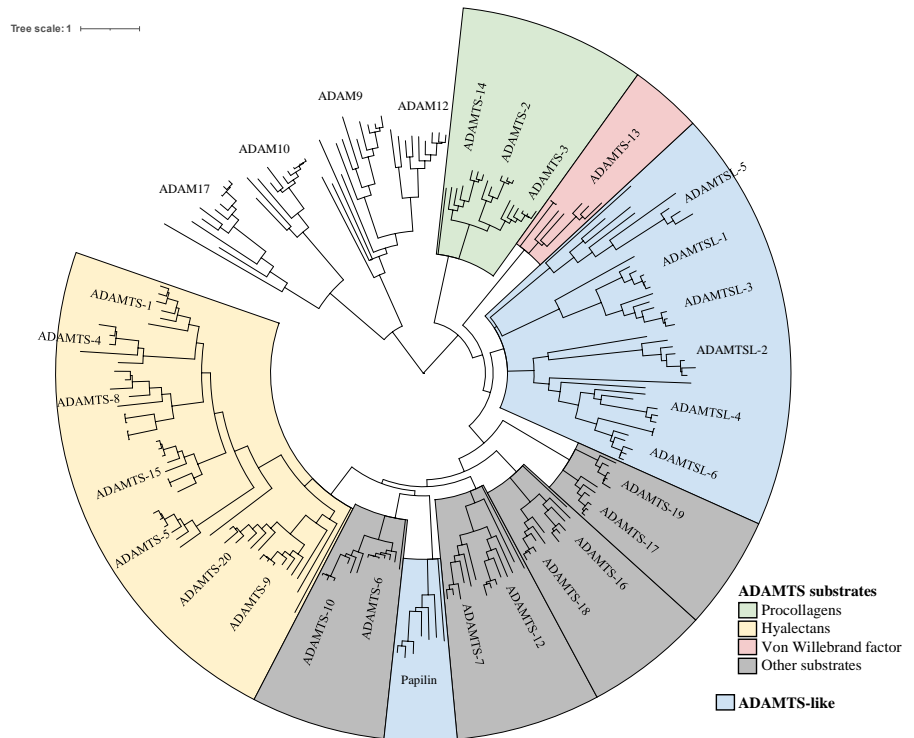 Tree scale: 1
ADAM9
ADAM12
ADAM10
ADAM17
ADAMTS-14
ADAMTS-2
ADAMTS-3
ADAMTS-13
ADAMTSL-5
ADAMTSL-1
ADAMTSL-3
ADAMTSL-2
ADAMTSL-4
ADAMTSL-6
ADAMTS-19
ADAMTS-17
ADAMTS-16
ADAMTS-18
ADAMTS-12
ADAMTS-7
Papilin
ADAMTS-6
ADAMTS-10
ADAMTS-9
ADAMTS-20
ADAMTS-5
ADAMTS-15
ADAMTS-8
ADAMTS-4
ADAMTS-1
ADAMTS substrates
Procollagens
Hyalectans
Von Willebrand factor
Other substrates
ADAMTS-like